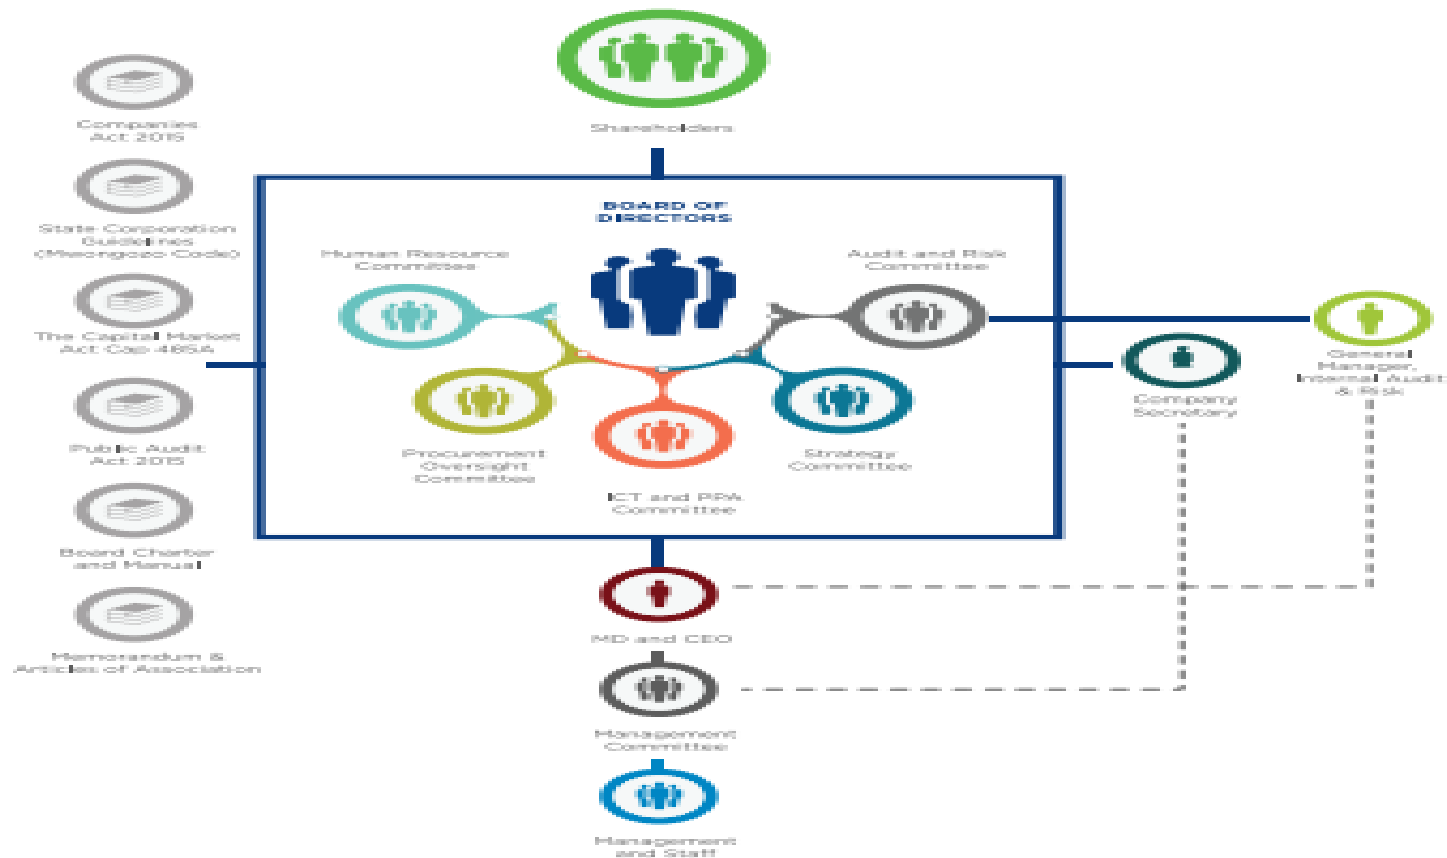 Shareholders
Companies
Act 2015
State Corporation
Guidelines
(Mwongozo Code)
The Capital Market
Act Cap 485A
Public Audit
Act 2015
Board Charter
and Manual
Memorandum &
Articles of Association
BOARD OF
DIRECTORS
Human Resource
Committee
Audit and Risk
Committee
Procurement
Oversight
Committee
ICT and PPA
Committee
Strategy
Committee
General
Manager,
Internal Audit
& Risk
Company
Secretary
MD and CEO
Management
Committee
Management
and Staff